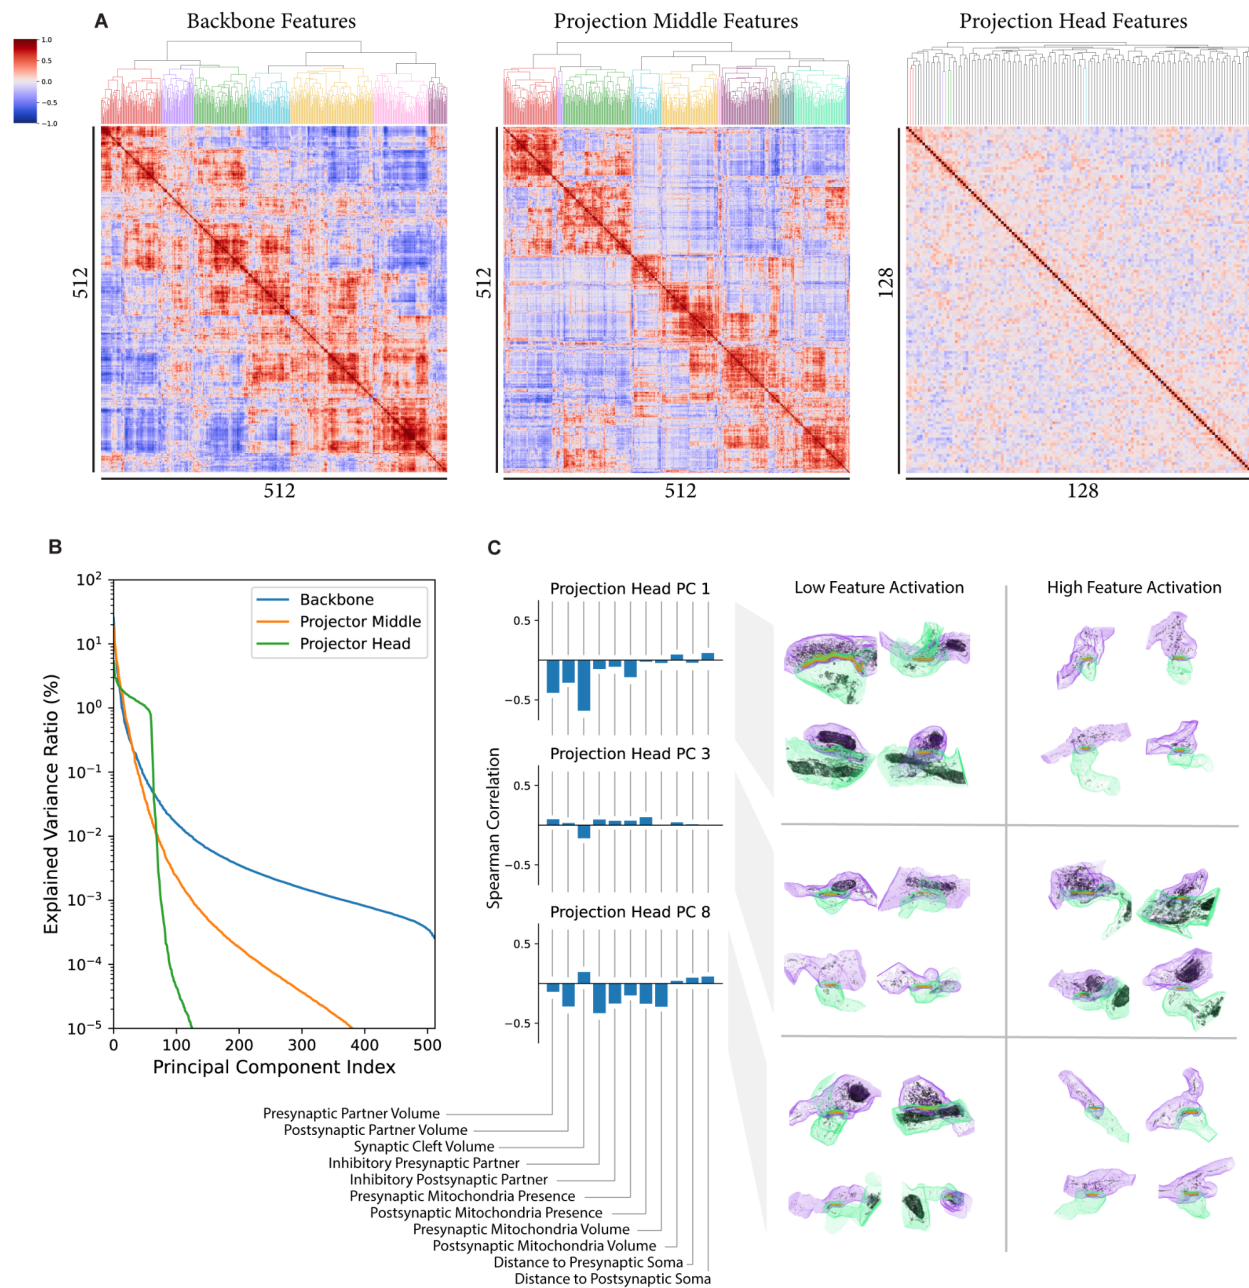 A
Backbone Features
Projection Middle Features
Projection Head Features
1.0
0.5
0.0
−0.5
−1.0
512
512
512
512
128
128
B
Explained Variance Ratio (%)
10²
10¹
10⁰
10⁻¹
10⁻²
10⁻³
10⁻⁴
10⁻⁵
Backbone
Projector Middle
Projector Head
0
100
200
300
400
500
Principal Component Index
C
Spearman Correlation
Projection Head PC 1
0.5
−0.5
Projection Head PC 3
0.5
−0.5
Projection Head PC 8
0.5
−0.5
Presynaptic Partner Volume
Postsynaptic Partner Volume
Synaptic Cleft Volume
Inhibitory Presynaptic Partner
Inhibitory Postsynaptic Partner
Presynaptic Mitochondria Presence
Postsynaptic Mitochondria Presence
Presynaptic Mitochondria Volume
Postsynaptic Mitochondria Volume
Distance to Presynaptic Soma
Distance to Postsynaptic Soma
Low Feature Activation
High Feature Activation